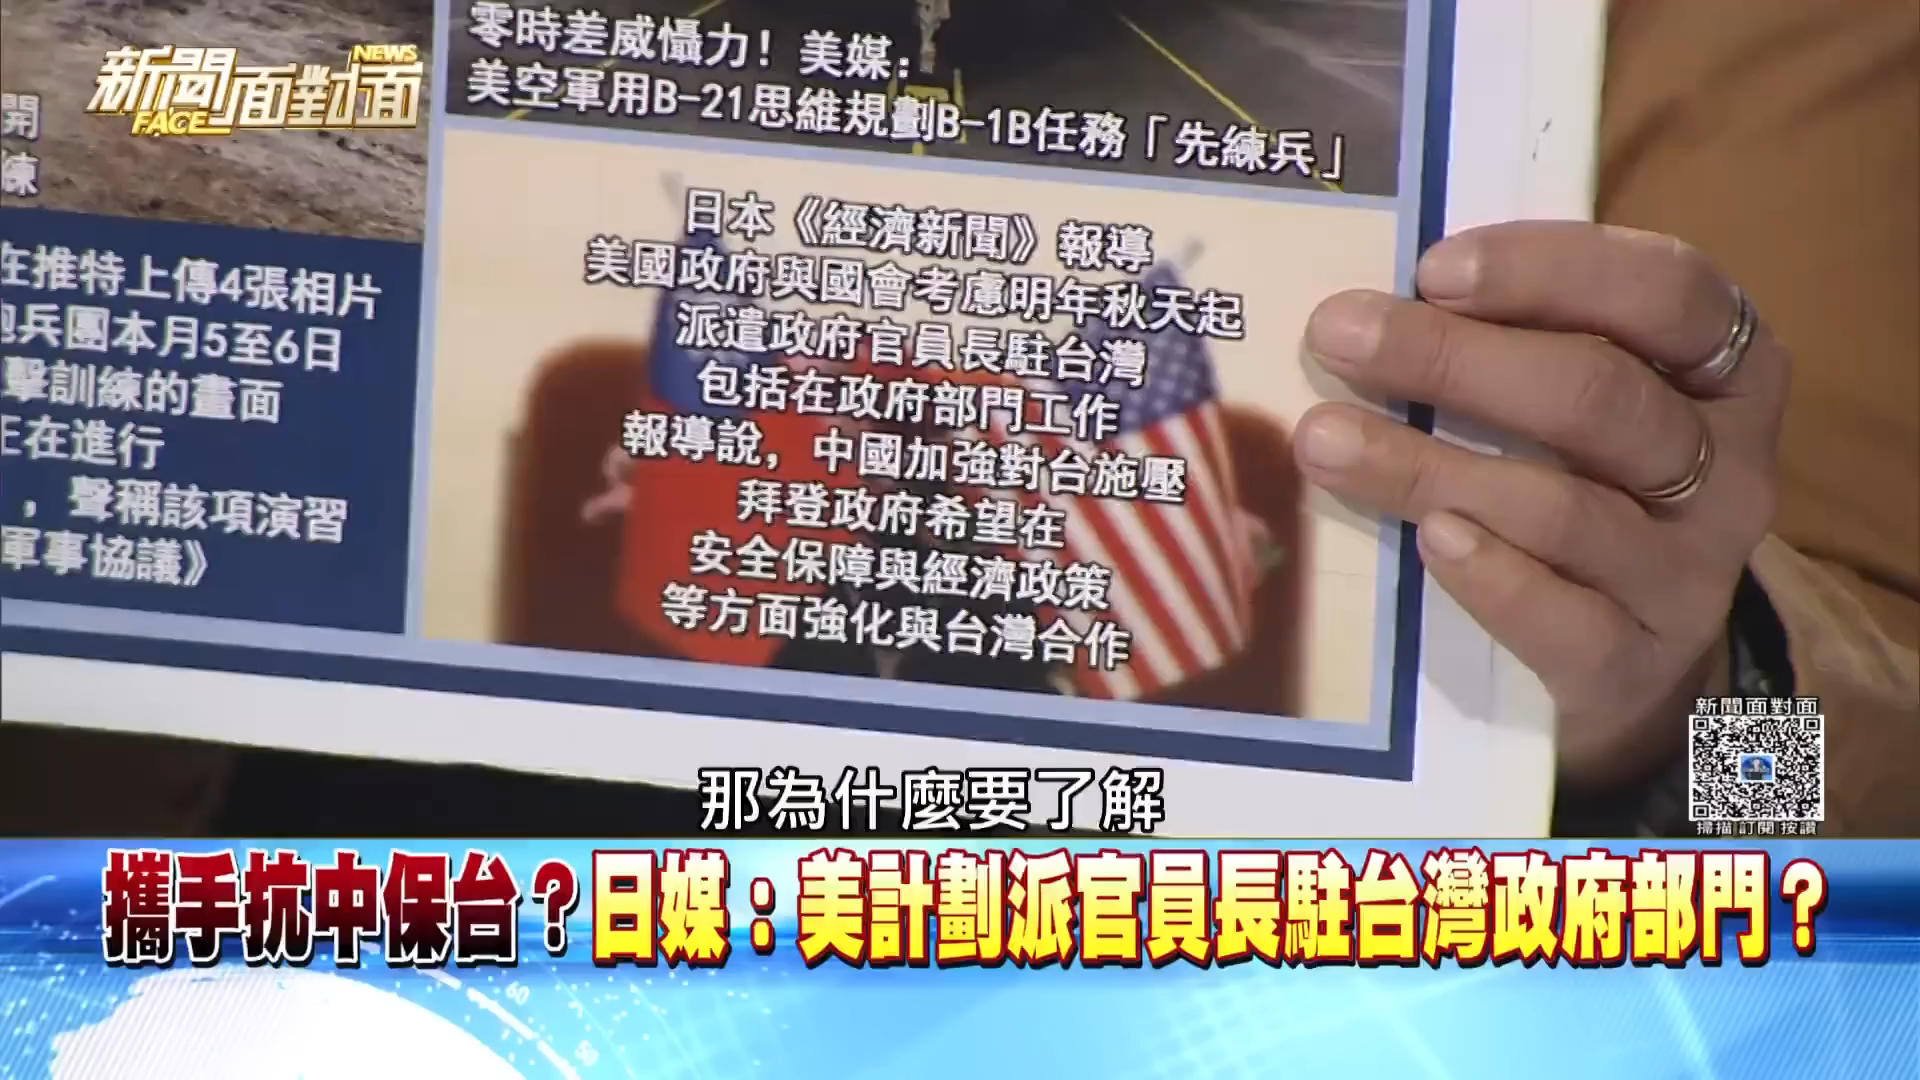 新聞面對面
NEWS
FACE
零時差威懾力！美媒：
美空軍用B-21思維規劃B-1B任務「先練兵」
開
練
在推特上傳4張相片
砲兵團本月5至6日
擊訓練的畫面
正在進行
，聲稱該項演習
軍事協議》
日本《經濟新聞》報導
美國政府與國會考慮明年秋天起
派遣政府官員長駐台灣
包括在政府部門工作
報導說，中國加強對台施壓
拜登政府希望在
安全保障與經濟政策
等方面強化與台灣合作
新聞面對面
掃描 訂閱 按讚
那為什麼要了解
攜手抗中保台？日媒：美計劃派官員長駐台灣政府部門？
60
50